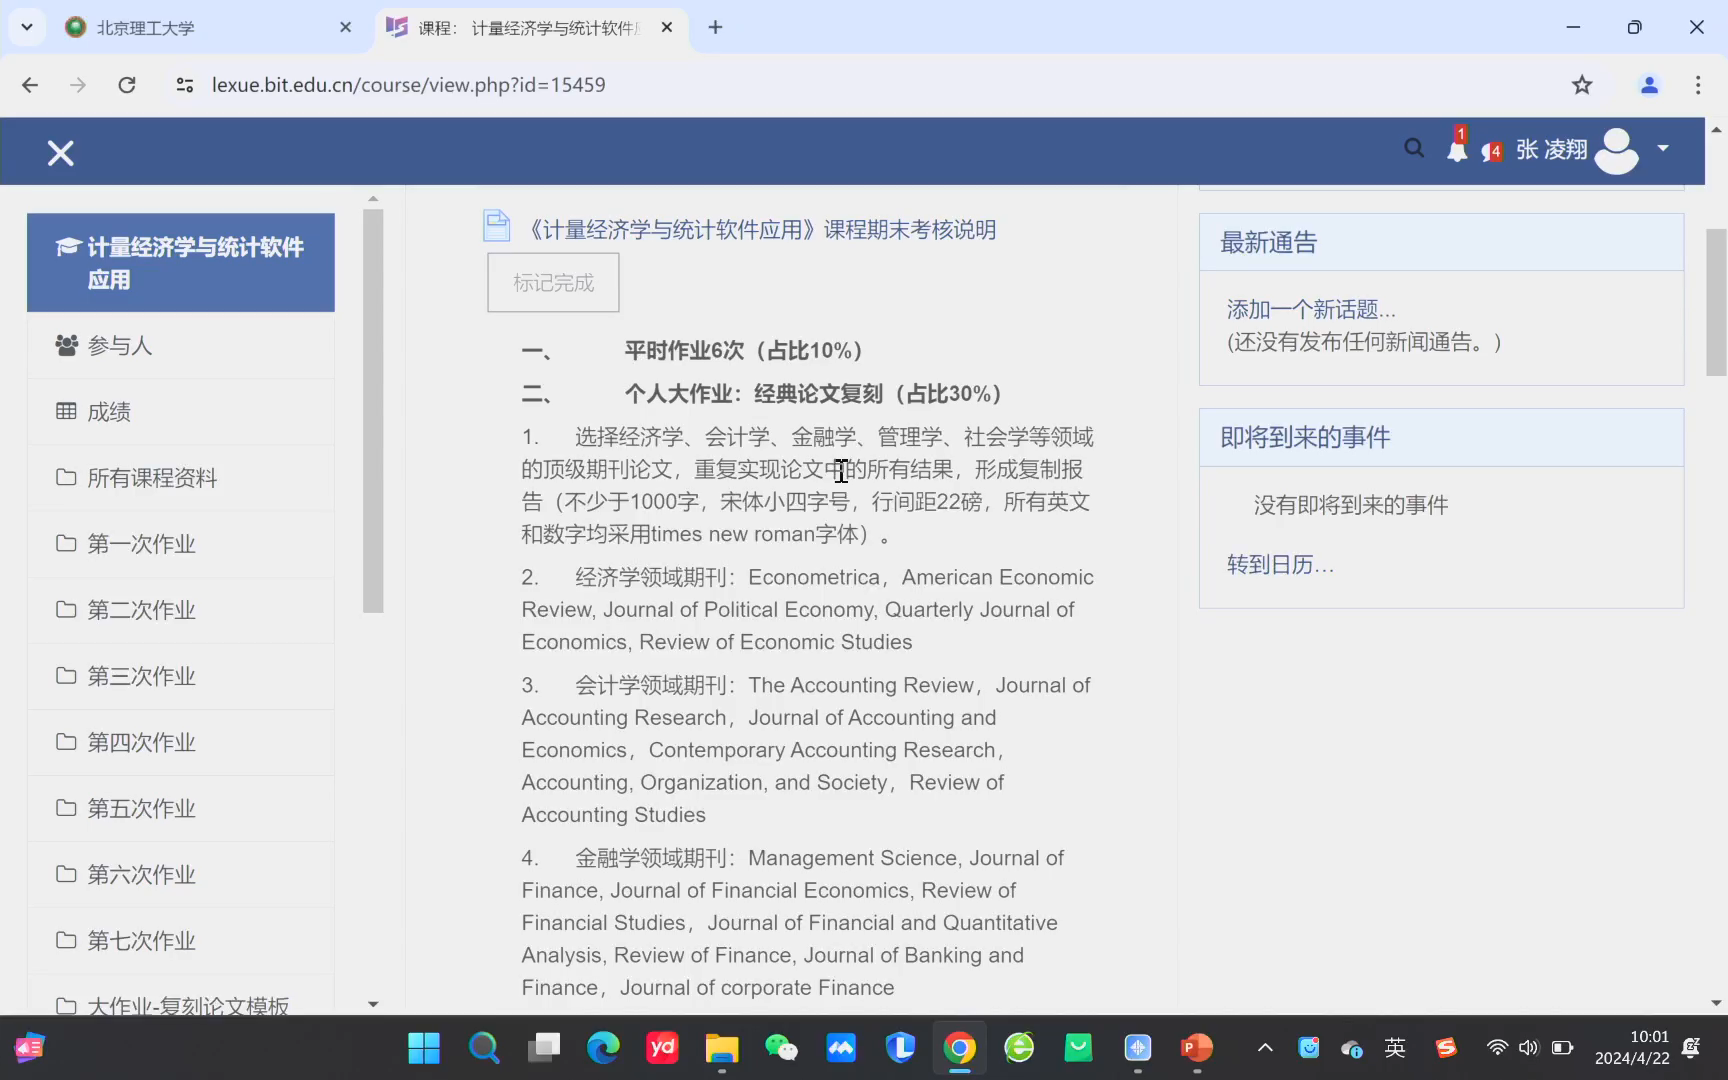 北京理工大学
课程： 计量经济学与统计软件应
lexue.bit.edu.cn/course/view.php?id=15459
1
4
张 凌翔
计量经济学与统计软件
应用
参与人
成绩
所有课程资料
第一次作业
第二次作业
第三次作业
第四次作业
第五次作业
第六次作业
第七次作业
大作业-复刻论文模板
《计量经济学与统计软件应用》课程期末考核说明
标记完成
一、 平时作业6次（占比10%）
二、 个人大作业：经典论文复刻（占比30%）
1. 选择经济学、会计学、金融学、管理学、社会学等领域
的顶级期刊论文，重复实现论文中的所有结果，形成复制报
告（不少于1000字，宋体小四字号，行间距22磅，所有英文
和数字均采用times new roman字体）。
2. 经济学领域期刊：Econometrica，American Economic
Review, Journal of Political Economy, Quarterly Journal of
Economics, Review of Economic Studies
3. 会计学领域期刊：The Accounting Review，Journal of
Accounting Research，Journal of Accounting and
Economics，Contemporary Accounting Research，
Accounting, Organization, and Society，Review of
Accounting Studies
4. 金融学领域期刊：Management Science, Journal of
Finance, Journal of Financial Economics, Review of
Financial Studies，Journal of Financial and Quantitative
Analysis, Review of Finance, Journal of Banking and
Finance，Journal of corporate Finance
最新通告
添加一个新话题...
(还没有发布任何新闻通告。)
即将到来的事件
没有即将到来的事件
转到日历...
yd
P
英
S
10:01
2024/4/22